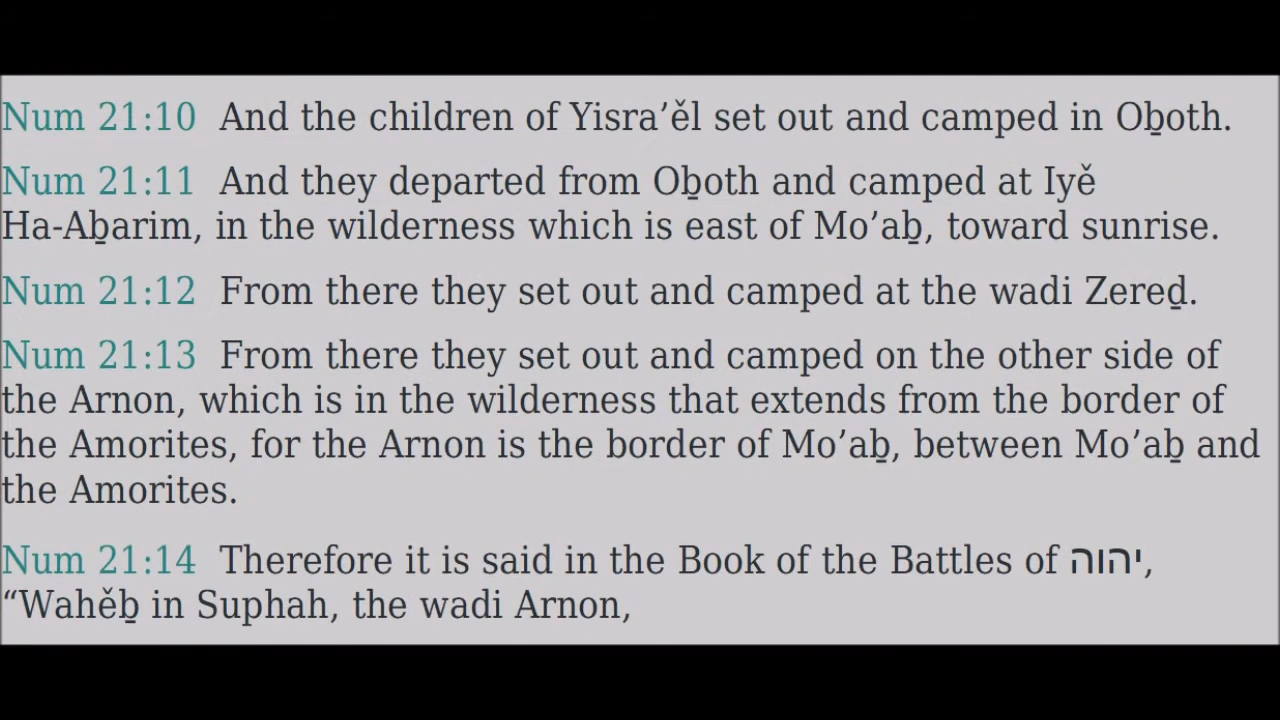 Num 21:10  And the children of Yisra’ěl set out and camped in Oḇoth.
Num 21:11  And they departed from Oḇoth and camped at Iyě
Ha-Aḇarim, in the wilderness which is east of Mo’aḇ, toward sunrise.
Num 21:12  From there they set out and camped at the wadi Zereḏ.
Num 21:13  From there they set out and camped on the other side of
the Arnon, which is in the wilderness that extends from the border of
the Amorites, for the Arnon is the border of Mo’aḇ, between Mo’aḇ and
the Amorites.
Num 21:14  Therefore it is said in the Book of the Battles of יהוה,
“Wahěḇ in Suphah, the wadi Arnon,